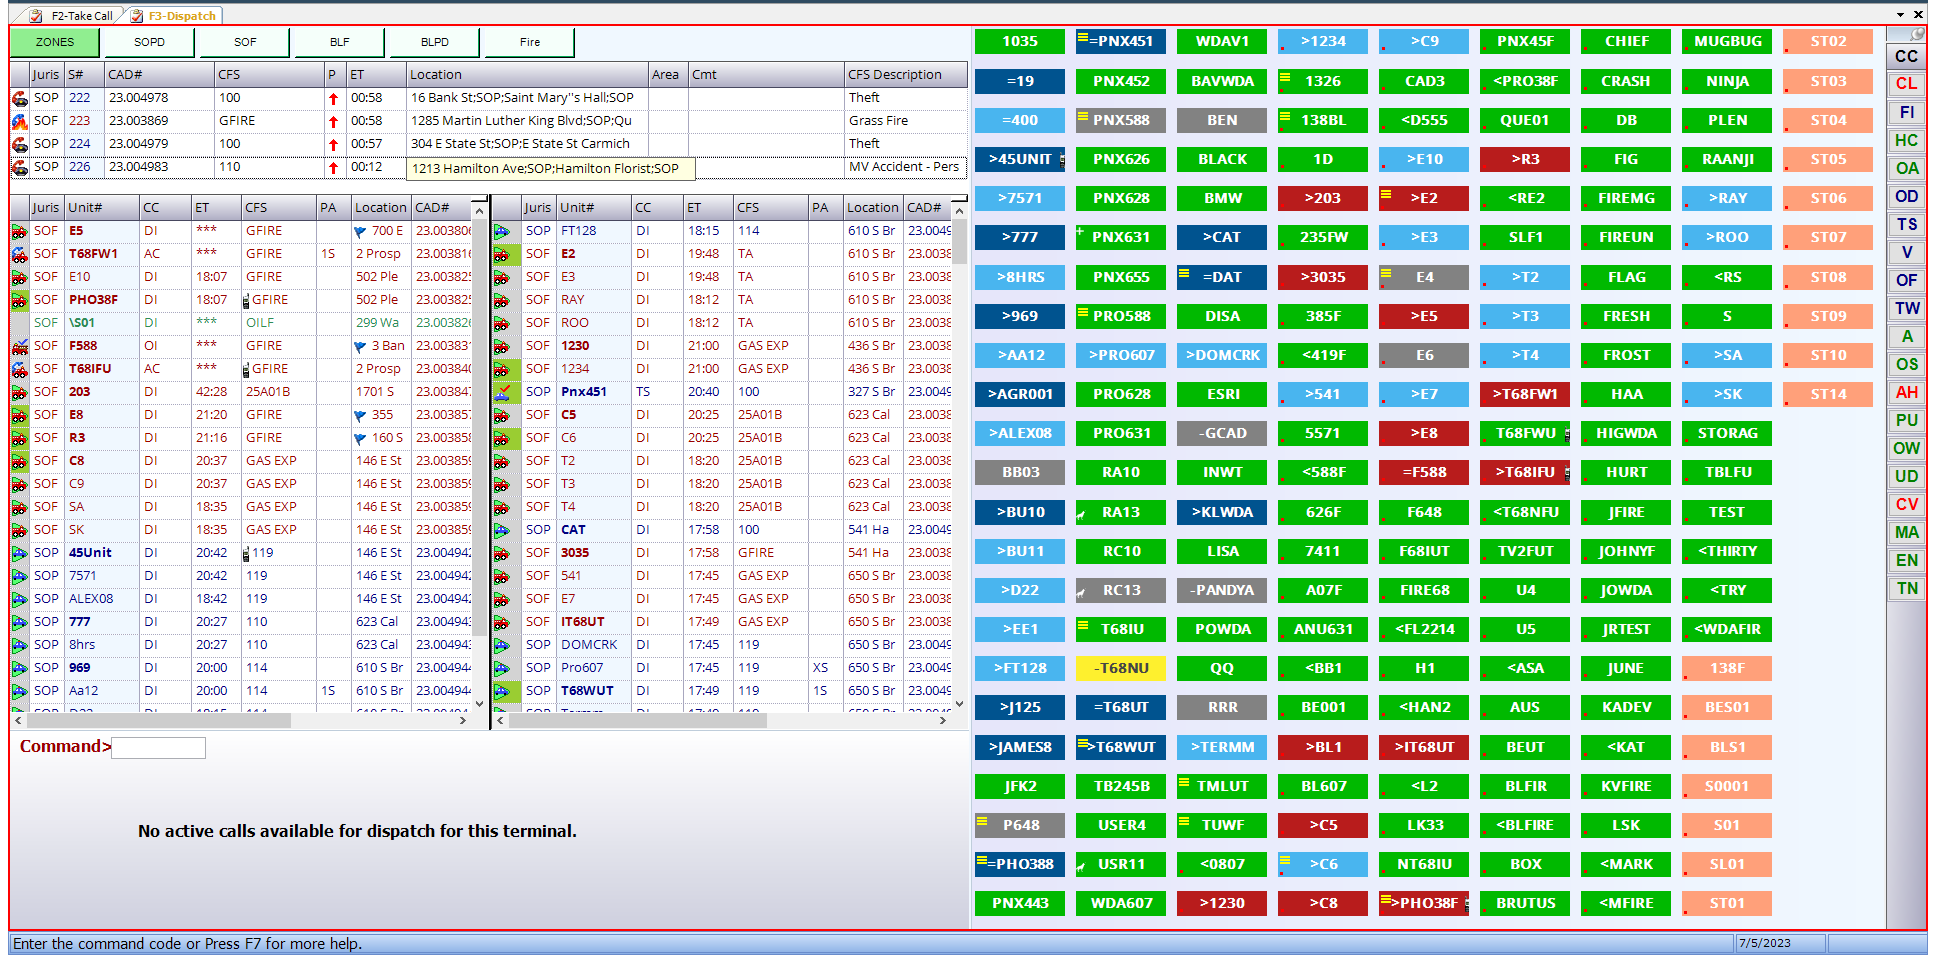 F2-Take Call F3-Dispatch
ZONES SOPD SOF BLF BLPD Fire
Juris S# CAD# CFS P ET Location Area Cmt CFS Description
SOP 222 23.004978 100 00:58 16 Bank St;SOP;Saint Mary''s Hall;SOP Theft
SOF 223 23.003869 GFIRE 00:58 1285 Martin Luther King Blvd;SOP;Qu Grass Fire
SOP 224 23.004979 100 00:57 304 E State St;SOP;E State St Carmich Theft
SOP 226 23.004983 110 00:12 1213 Hamilton Ave;SOP;Hamilton Florist;SOP MV Accident - Pers
Juris Unit# CC ET CFS PA Location CAD#
SOF E5 DI *** GFIRE 700 E 23.003806
SOF T68FW1 AC *** GFIRE 1S 2 Prosp 23.003816
SOF E10 DI 18:07 GFIRE 502 Ple 23.003825
SOF PHO38F DI 18:07 GFIRE 502 Ple 23.003825
SOF \S01 DI *** OILF 299 Wa 23.003826
SOF F588 OI *** GFIRE 3 Ban 23.003831
SOF T68IFU AC *** GFIRE 2 Prosp 23.003840
SOF 203 DI 42:28 25A01B 1701 S 23.003847
SOF E8 DI 21:20 GFIRE 355 23.003857
SOF R3 DI 21:16 GFIRE 160 S 23.003858
SOF C8 DI 20:37 GAS EXP 146 E St 23.003859
SOF C9 DI 20:37 GAS EXP 146 E St 23.003859
SOF SA DI 18:35 GAS EXP 146 E St 23.003859
SOF SK DI 18:35 GAS EXP 146 E St 23.003859
SOP 45Unit DI 20:42 119 146 E St 23.004942
SOP 7571 DI 20:42 119 146 E St 23.004942
SOP ALEX08 DI 18:42 119 146 E St 23.004942
SOP 777 DI 20:27 110 623 Cal 23.004943
SOP 8hrs DI 20:27 110 623 Cal 23.004943
SOP 969 DI 20:00 114 610 S Br 23.004944
SOP Aa12 DI 20:00 114 1S 610 S Br 23.004944
Juris Unit# CC ET CFS PA Location CAD#
SOP FT128 DI 18:15 114 610 S Br 23.0049
SOF E2 DI 19:48 TA 610 S Br 23.0038
SOF E3 DI 19:48 TA 610 S Br 23.0038
SOF RAY DI 18:12 TA 610 S Br 23.0038
SOF ROO DI 18:12 TA 610 S Br 23.0038
SOF 1230 DI 21:00 GAS EXP 436 S Br 23.0038
SOF 1234 DI 21:00 GAS EXP 436 S Br 23.0038
SOP Pnx451 TS 20:40 100 327 S Br 23.0049
SOF C5 DI 20:25 25A01B 623 Cal 23.0038
SOF C6 DI 20:25 25A01B 623 Cal 23.0038
SOF T2 DI 18:20 25A01B 623 Cal 23.0038
SOF T3 DI 18:20 25A01B 623 Cal 23.0038
SOF T4 DI 18:20 25A01B 623 Cal 23.0038
SOP CAT DI 17:58 100 541 Ha 23.0049
SOF 3035 DI 17:58 GFIRE 541 Ha 23.0038
SOF 541 DI 17:45 GAS EXP 650 S Br 23.0038
SOF E7 DI 17:45 GAS EXP 650 S Br 23.0038
SOF IT68UT DI 17:49 GAS EXP 650 S Br 23.0038
SOP DOMCRK DI 17:45 119 650 S Br 23.0049
SOP Pro607 DI 17:45 119 XS 650 S Br 23.0049
SOP T68WUT DI 17:49 119 1S 650 S Br 23.0049
Command>
No active calls available for dispatch for this terminal.
1035 =PNX451 WDAV1 >1234 >C9 PNX45F CHIEF MUGBUG ST02
=19 PNX452 BAVWDA 1326 CAD3 <PRO38F CRASH NINJA ST03
=400 PNX588 BEN 138BL <D555 QUE01 DB PLEN ST04
>45UNIT PNX626 BLACK 1D >E10 >R3 FIG RAANJI ST05
>7571 PNX628 BMW >203 >E2 <RE2 FIREMG >RAY ST06
>777 PNX631 >CAT 235FW >E3 SLF1 FIREUN >ROO ST07
>8HRS PNX655 =DAT >3035 E4 >T2 FLAG <RS ST08
>969 PRO588 DISA 385F >E5 >T3 FRESH S ST09
>AA12 >PRO607 >DOMCRK <419F E6 >T4 FROST >SA ST10
>AGR001 PRO628 ESRI >541 >E7 >T68FW1 HAA >SK ST14
>ALEX08 PRO631 -GCAD 5571 >E8 T68FWU HIGWDA STORAG
BB03 RA10 INWT <588F =F588 >T68IFU HURT TBLFU
>BU10 RA13 >KLWDA 626F F648 <T68NFU JFIRE TEST
>BU11 RC10 LISA 7411 F68IUT TV2FUT JOHNYF <THIRTY
>D22 RC13 -PANDYA A07F FIRE68 U4 JOWDA <TRY
>EE1 T68IU POWDA ANU631 <FL2214 U5 JRTEST <WDAFIR
>FT128 -T68NU QQ <BB1 H1 <ASA JUNE 138F
>J125 =T68UT RRR BE001 <HAN2 AUS KADEV BES01
>JAMES8 >T68WUT >TERMM >BL1 >IT68UT BEUT <KAT BLS1
JFK2 TB245B TMLUT BL607 <L2 BLFIR KVFIRE S0001
P648 USER4 TUWF >C5 LK33 <BLFIRE LSK S01
=PHO388 USR11 <0807 >C6 NT68IU BOX <MARK SL01
PNX443 WDA607 >1230 >C8 >PHO38F BRUTUS <MFIRE ST01
CC
CL
FI
HC
OA
OD
TS
V
OF
TW
A
OS
AH
PU
OW
UD
CV
MA
EN
TN
Enter the command code or Press F7 for more help. 7/5/2023